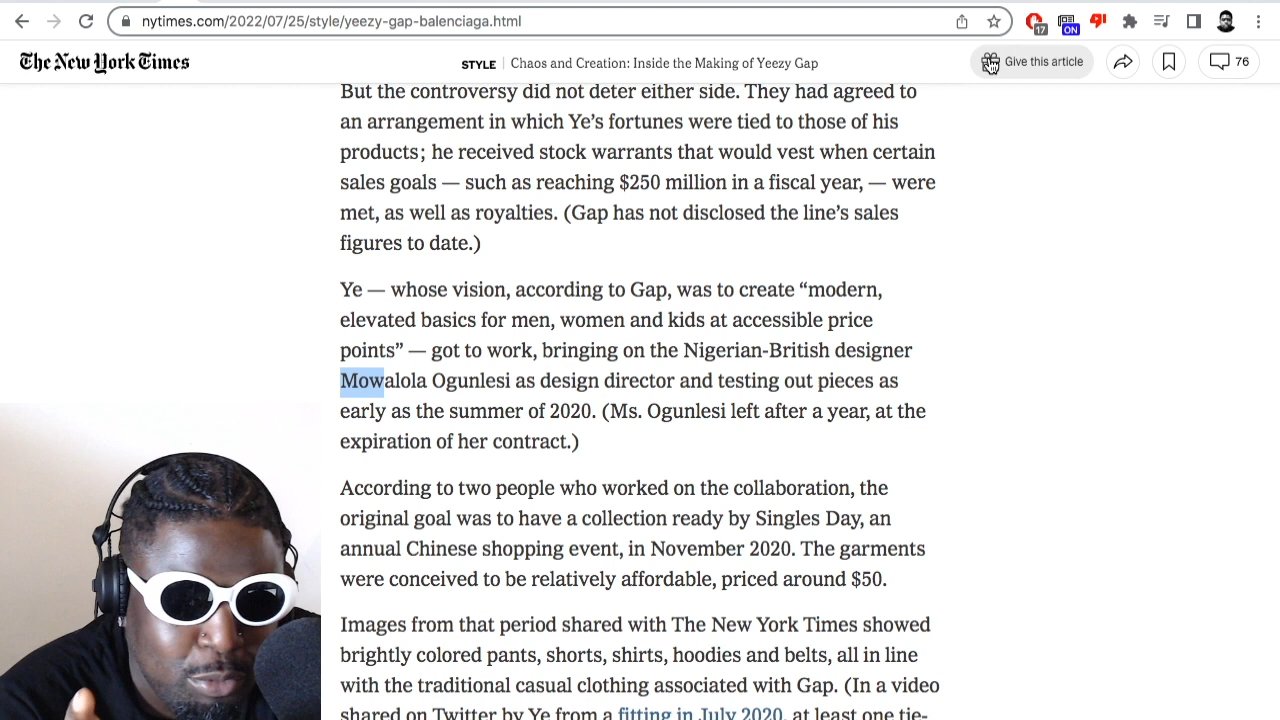 nytimes.com/2022/07/25/style/yeezy-gap-balenciaga.html
17
ON
The New York Times
STYLE | Chaos and Creation: Inside the Making of Yeezy Gap
Give this article
76
But the controversy did not deter either side. They had agreed to
an arrangement in which Ye’s fortunes were tied to those of his
products; he received stock warrants that would vest when certain
sales goals — such as reaching $250 million in a fiscal year, — were
met, as well as royalties. (Gap has not disclosed the line’s sales
figures to date.)
Ye — whose vision, according to Gap, was to create “modern,
elevated basics for men, women and kids at accessible price
points” — got to work, bringing on the Nigerian-British designer
Mowalola Ogunlesi as design director and testing out pieces as
early as the summer of 2020. (Ms. Ogunlesi left after a year, at the
expiration of her contract.)
According to two people who worked on the collaboration, the
original goal was to have a collection ready by Singles Day, an
annual Chinese shopping event, in November 2020. The garments
were conceived to be relatively affordable, priced around $50.
Images from that period shared with The New York Times showed
brightly colored pants, shorts, shirts, hoodies and belts, all in line
with the traditional casual clothing associated with Gap. (In a video
shared on Twitter by Ye from a fitting in July 2020, at least one tie-